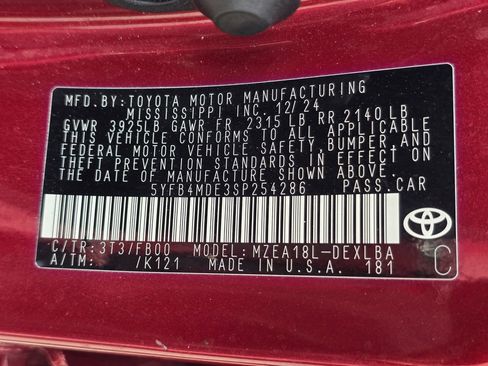 MFD.BY:TOYOTA MOTOR MANUFACTURING
MISSISSIPPI INC. 12/24
GVWR 3925LB GAWR FR 2315 LB RR 2140 LB
THIS VEHICLE CONFORMS TO ALL APPLICABLE
FEDERAL MOTOR VEHICLE SAFETY,BUMPER,AND
THEFT PREVENTION STANDARDS IN EFFECT
ON THE DATE OF MANUFACTURE SHOWN ABOVE.
5YFB4MDE3SP254286 PASS.CAR
C/TR:3T3/FB00 MODEL:MZEA18L-DEXLBA
A/TM: /K121 MADE IN U.S.A. 181
C